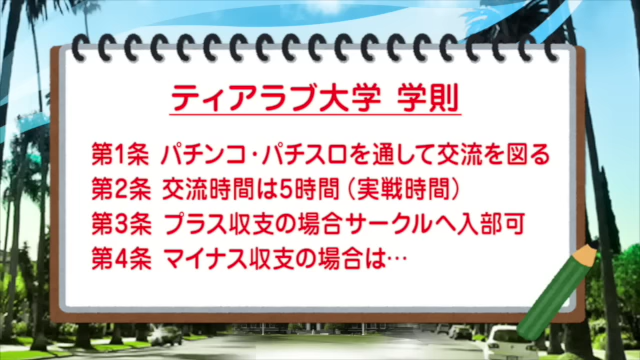 ティアラブ大学 学則
第1条 パチンコ・パチスロを通して交流を図る
第2条 交流時間は5時間（実戦時間）
第3条 プラス収支の場合サークルへ入部可
第4条 マイナス収支の場合は…